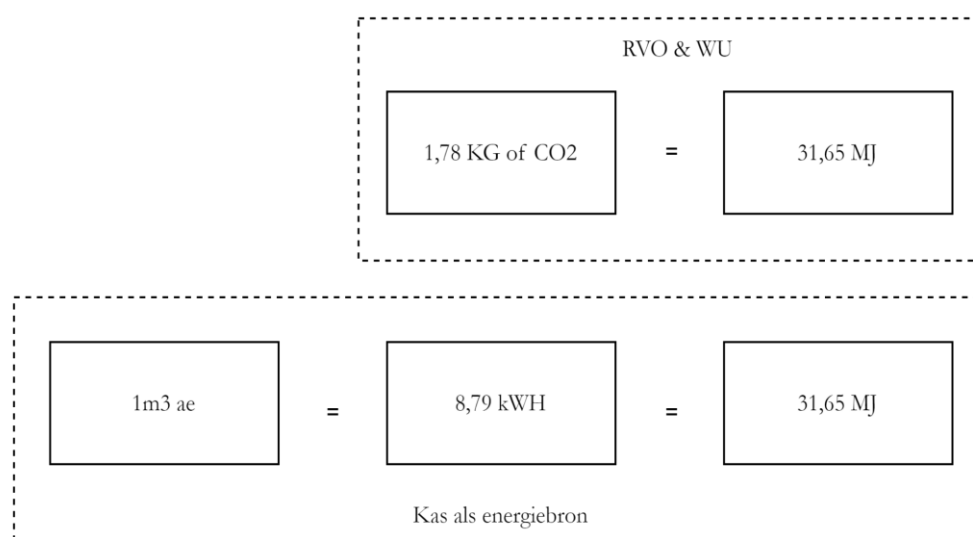 RVO & WU
1,78 KG of CO2 = 31,65 MJ
1m3 ae = 8,79 kWH = 31,65 MJ
Kas als energiebron